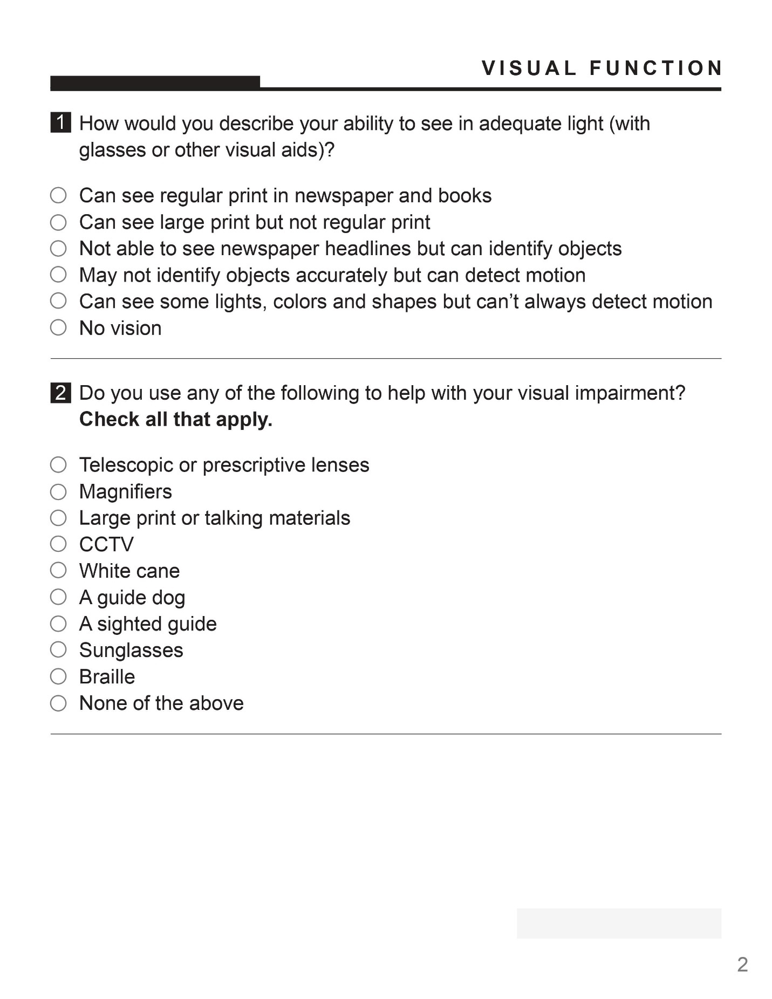 VISUAL FUNCTION
1 How would you describe your ability to see in adequate light (with
glasses or other visual aids)?
Can see regular print in newspaper and books
Can see large print but not regular print
Not able to see newspaper headlines but can identify objects
May not identify objects accurately but can detect motion
Can see some lights, colors and shapes but can’t always detect motion
No vision
2 Do you use any of the following to help with your visual impairment?
Check all that apply.
Telescopic or prescriptive lenses
Magnifiers
Large print or talking materials
CCTV
White cane
A guide dog
A sighted guide
Sunglasses
Braille
None of the above
2